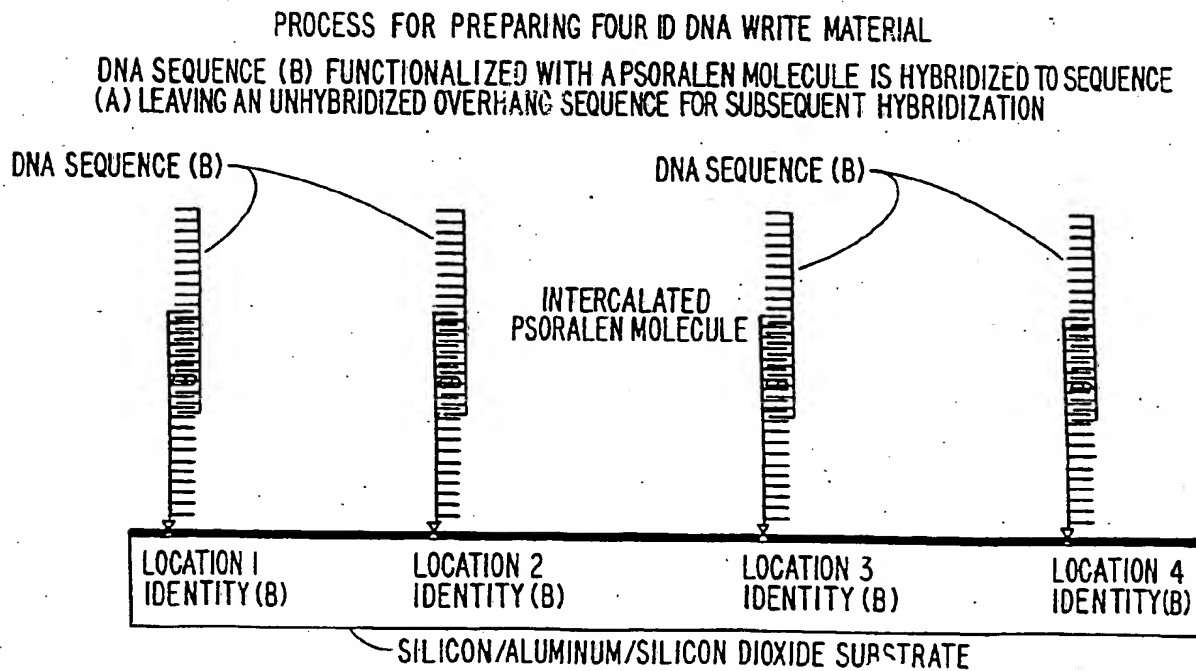 PROCESS FOR PREPARING FOUR ID DNA WRITE MATERIAL
DNA SEQUENCE (B) FUNCTIONALIZED WITH A PSORALEN MOLECULE IS HYBRIDIZED TO SEQUENCE
(A) LEAVING AN UNHYBRIDIZED OVERHANG SEQUENCE FOR SUBSEQUENT HYBRIDIZATION
DNA SEQUENCE (B)
DNA SEQUENCE (B)
INTERCALATED
PSORALEN MOLECULE
LOCATION 1
IDENTITY (B)
LOCATION 2
IDENTITY (B)
LOCATION 3
IDENTITY (B)
LOCATION 4
IDENTITY (B)
SILICON/ALUMINUM/SILICON DIOXIDE SUBSTRATE